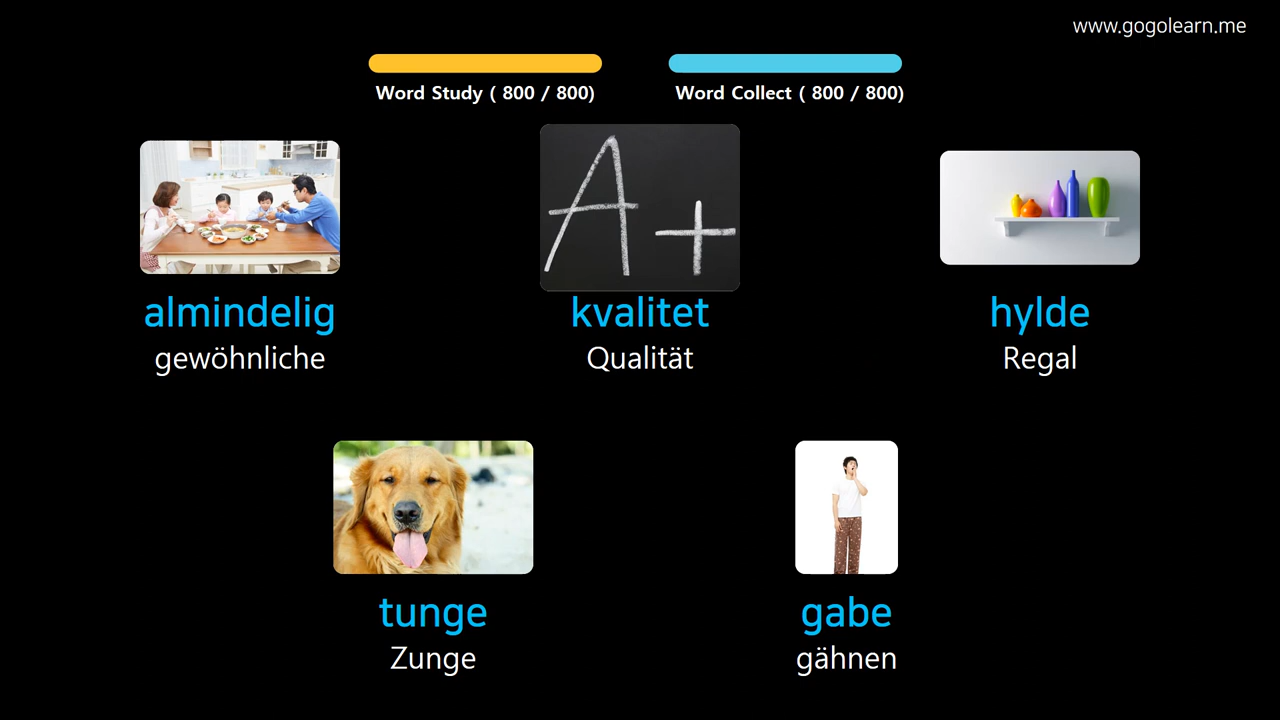 www.gogolearn.me
Word Study ( 800 / 800)
Word Collect ( 800 / 800)
A+
almindelig
gewöhnliche
kvalitet
Qualität
hylde
Regal
tunge
Zunge
gabe
gähnen